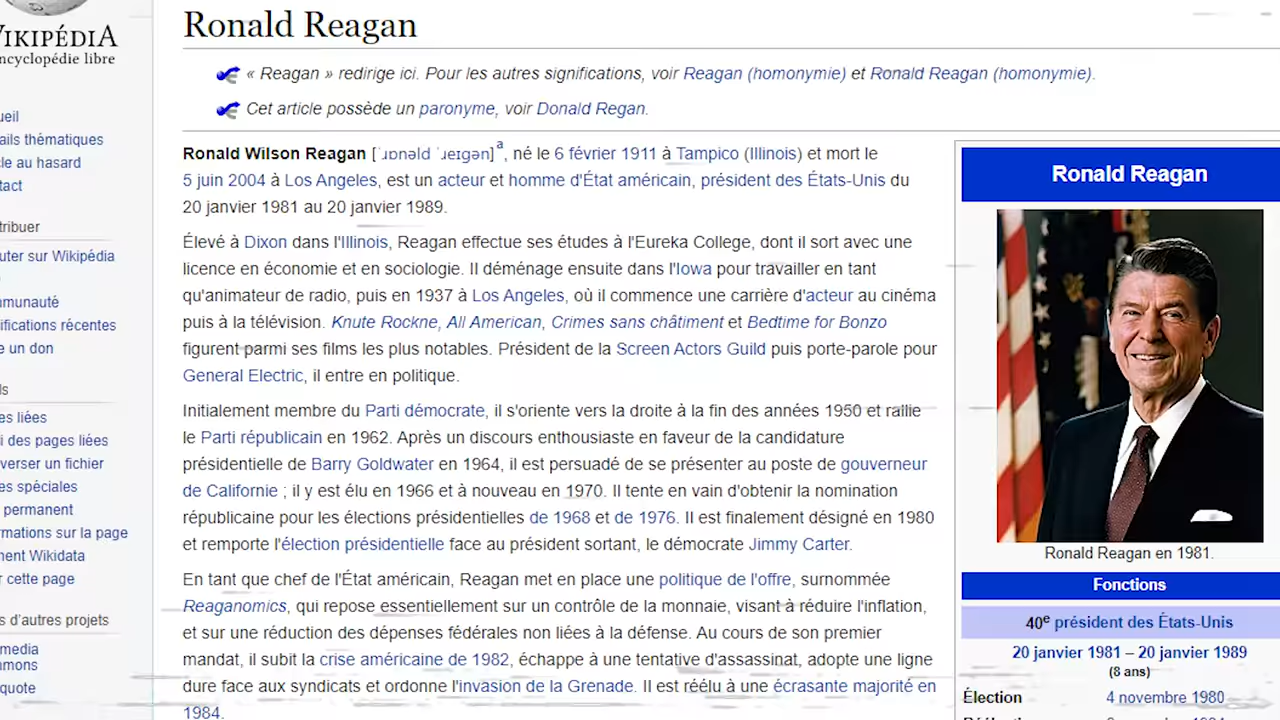 WIKIPÉDIA
encyclopédie libre
Ronald Reagan
« Reagan » redirige ici. Pour les autres significations, voir Reagan (homonymie) et Ronald Reagan (homonymie).
Cet article possède un paronyme, voir Donald Regan.
Ronald Wilson Reagan [ˈɹɒnəld ˈɹeɪɡən]a, né le 6 février 1911 à Tampico (Illinois) et mort le
5 juin 2004 à Los Angeles, est un acteur et homme d'État américain, président des États-Unis du
20 janvier 1981 au 20 janvier 1989.
Élevé à Dixon dans l'Illinois, Reagan effectue ses études à l'Eureka College, dont il sort avec une
licence en économie et en sociologie. Il déménage ensuite dans l'Iowa pour travailler en tant
qu'animateur de radio, puis en 1937 à Los Angeles, où il commence une carrière d'acteur au cinéma
puis à la télévision. Knute Rockne, All American, Crimes sans châtiment et Bedtime for Bonzo
figurent parmi ses films les plus notables. Président de la Screen Actors Guild puis porte-parole pour
General Electric, il entre en politique.
Initialement membre du Parti démocrate, il s'oriente vers la droite à la fin des années 1950 et rallie
le Parti républicain en 1962. Après un discours enthousiaste en faveur de la candidature
présidentielle de Barry Goldwater en 1964, il est persuadé de se présenter au poste de gouverneur
de Californie ; il y est élu en 1966 et à nouveau en 1970. Il tente en vain d'obtenir la nomination
républicaine pour les élections présidentielles de 1968 et de 1976. Il est finalement désigné en 1980
et remporte l'élection présidentielle face au président sortant, le démocrate Jimmy Carter.
En tant que chef de l'État américain, Reagan met en place une politique de l'offre, surnommée
Reaganomics, qui repose essentiellement sur un contrôle de la monnaie, visant à réduire l'inflation,
et sur une réduction des dépenses fédérales non liées à la défense. Au cours de son premier
mandat, il subit la crise américaine de 1982, échappe à une tentative d'assassinat, adopte une ligne
dure face aux syndicats et ordonne l'invasion de la Grenade. Il est réélu à une écrasante majorité en
1984.
Ronald Reagan
Ronald Reagan en 1981.
Fonctions
40e président des États-Unis
20 janvier 1981 – 20 janvier 1989
(8 ans)
Élection 4 novembre 1980
ueil
ails thématiques
cle au hasard
tact
tribuer
uter sur Wikipédia
mmunauté
ifications récentes
e un don
ls
es liées
i des pages liées
verser un fichier
es spéciales
permanent
rmations sur la page
ment Wikidata
r cette page
s d'autres projets
media
mons
quote